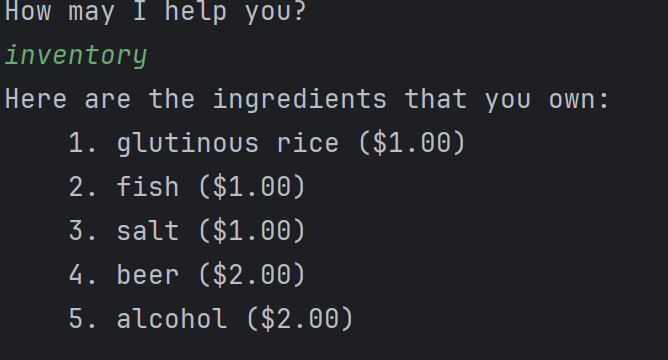 How may I help you?
inventory
Here are the ingredients that you own:
1. glutinous rice ($1.00)
2. fish ($1.00)
3. salt ($1.00)
4. beer ($2.00)
5. alcohol ($2.00)